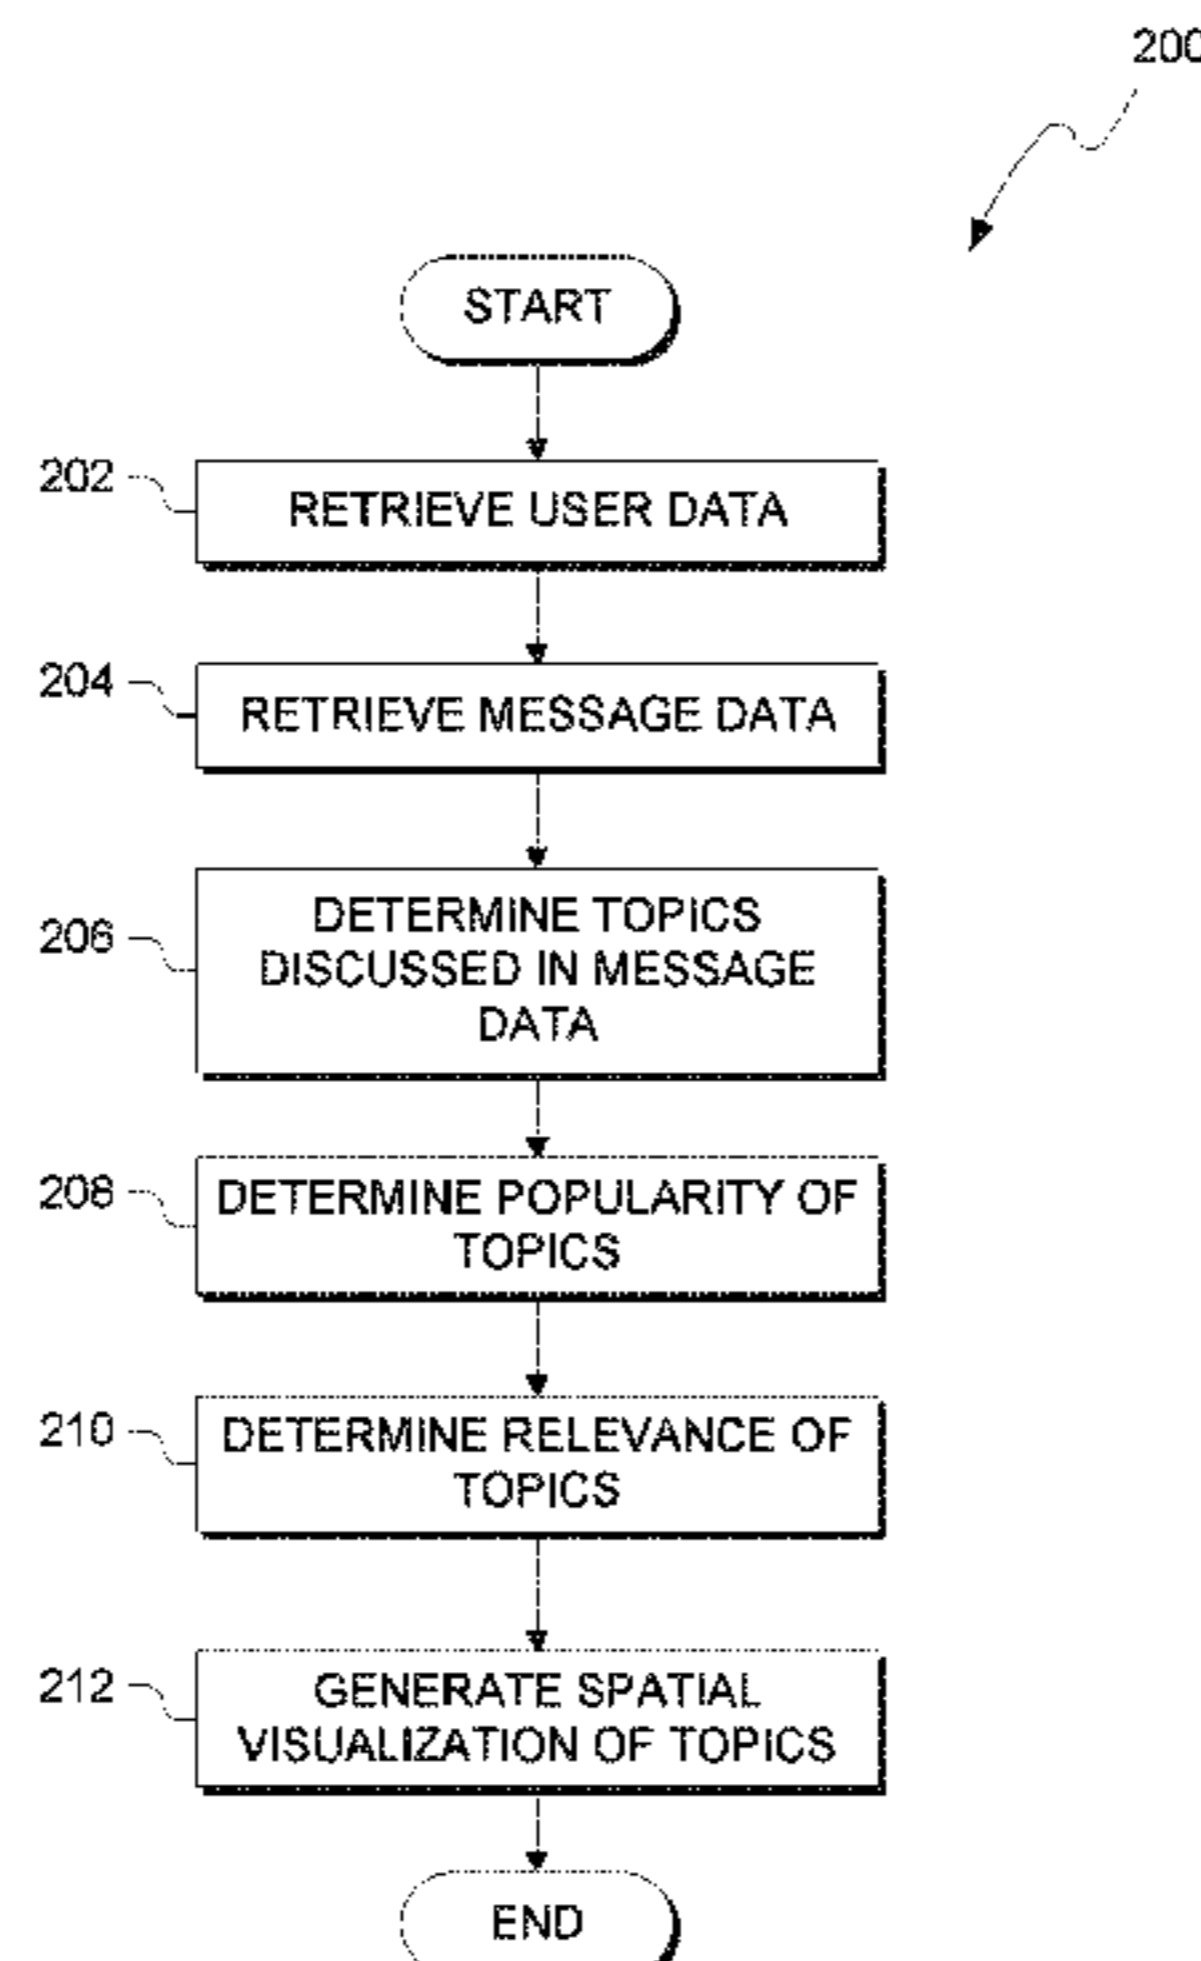 200
START
202
RETRIEVE USER DATA
204
RETRIEVE MESSAGE DATA
206
DETERMINE TOPICS
DISCUSSED IN MESSAGE
DATA
208
DETERMINE POPULARITY OF
TOPICS
210
DETERMINE RELEVANCE OF
TOPICS
212
GENERATE SPATIAL
VISUALIZATION OF TOPICS
END